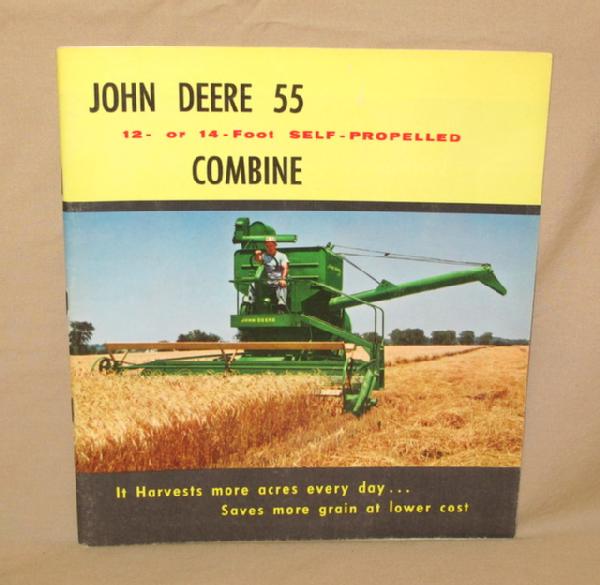 JOHN DEERE 55
12- or 14-Foot SELF-PROPELLED
COMBINE
JOHN DEERE
It Harvests more acres every day...
Saves more grain at lower cost